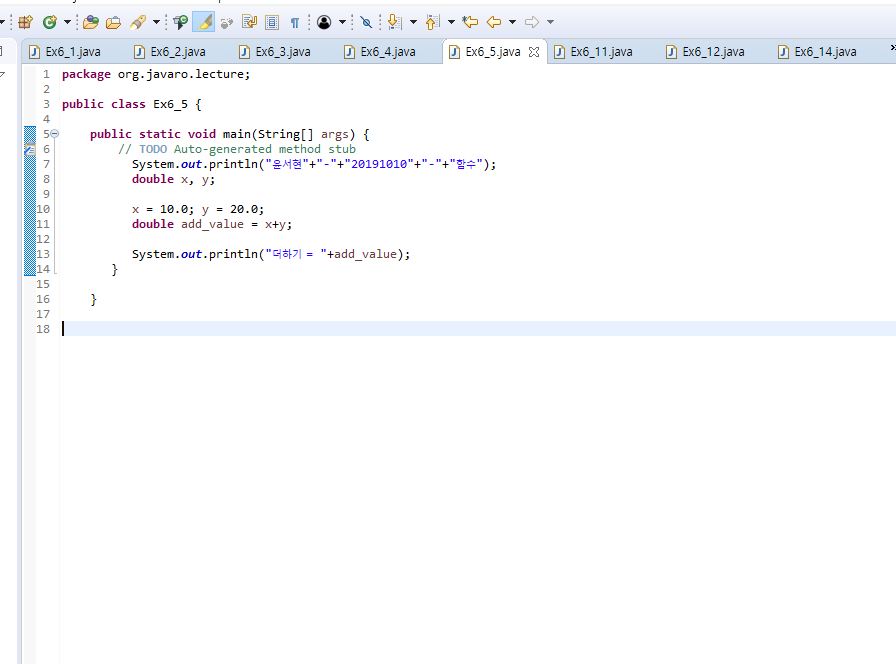 Ex6_1.java Ex6_2.java Ex6_3.java Ex6_4.java Ex6_5.java Ex6_11.java Ex6_12.java Ex6_14.java
1 package org.javaro.lecture;
2
3 public class Ex6_5 {
4
5 public static void main(String[] args) {
6 // TODO Auto-generated method stub
7 System.out.println("윤서현"+"-"+"20191010"+"-"+"함수");
8 double x, y;
9
10 x = 10.0; y = 20.0;
11 double add_value = x+y;
12
13 System.out.println("더하기 = "+add_value);
14 }
15
16 }
17
18